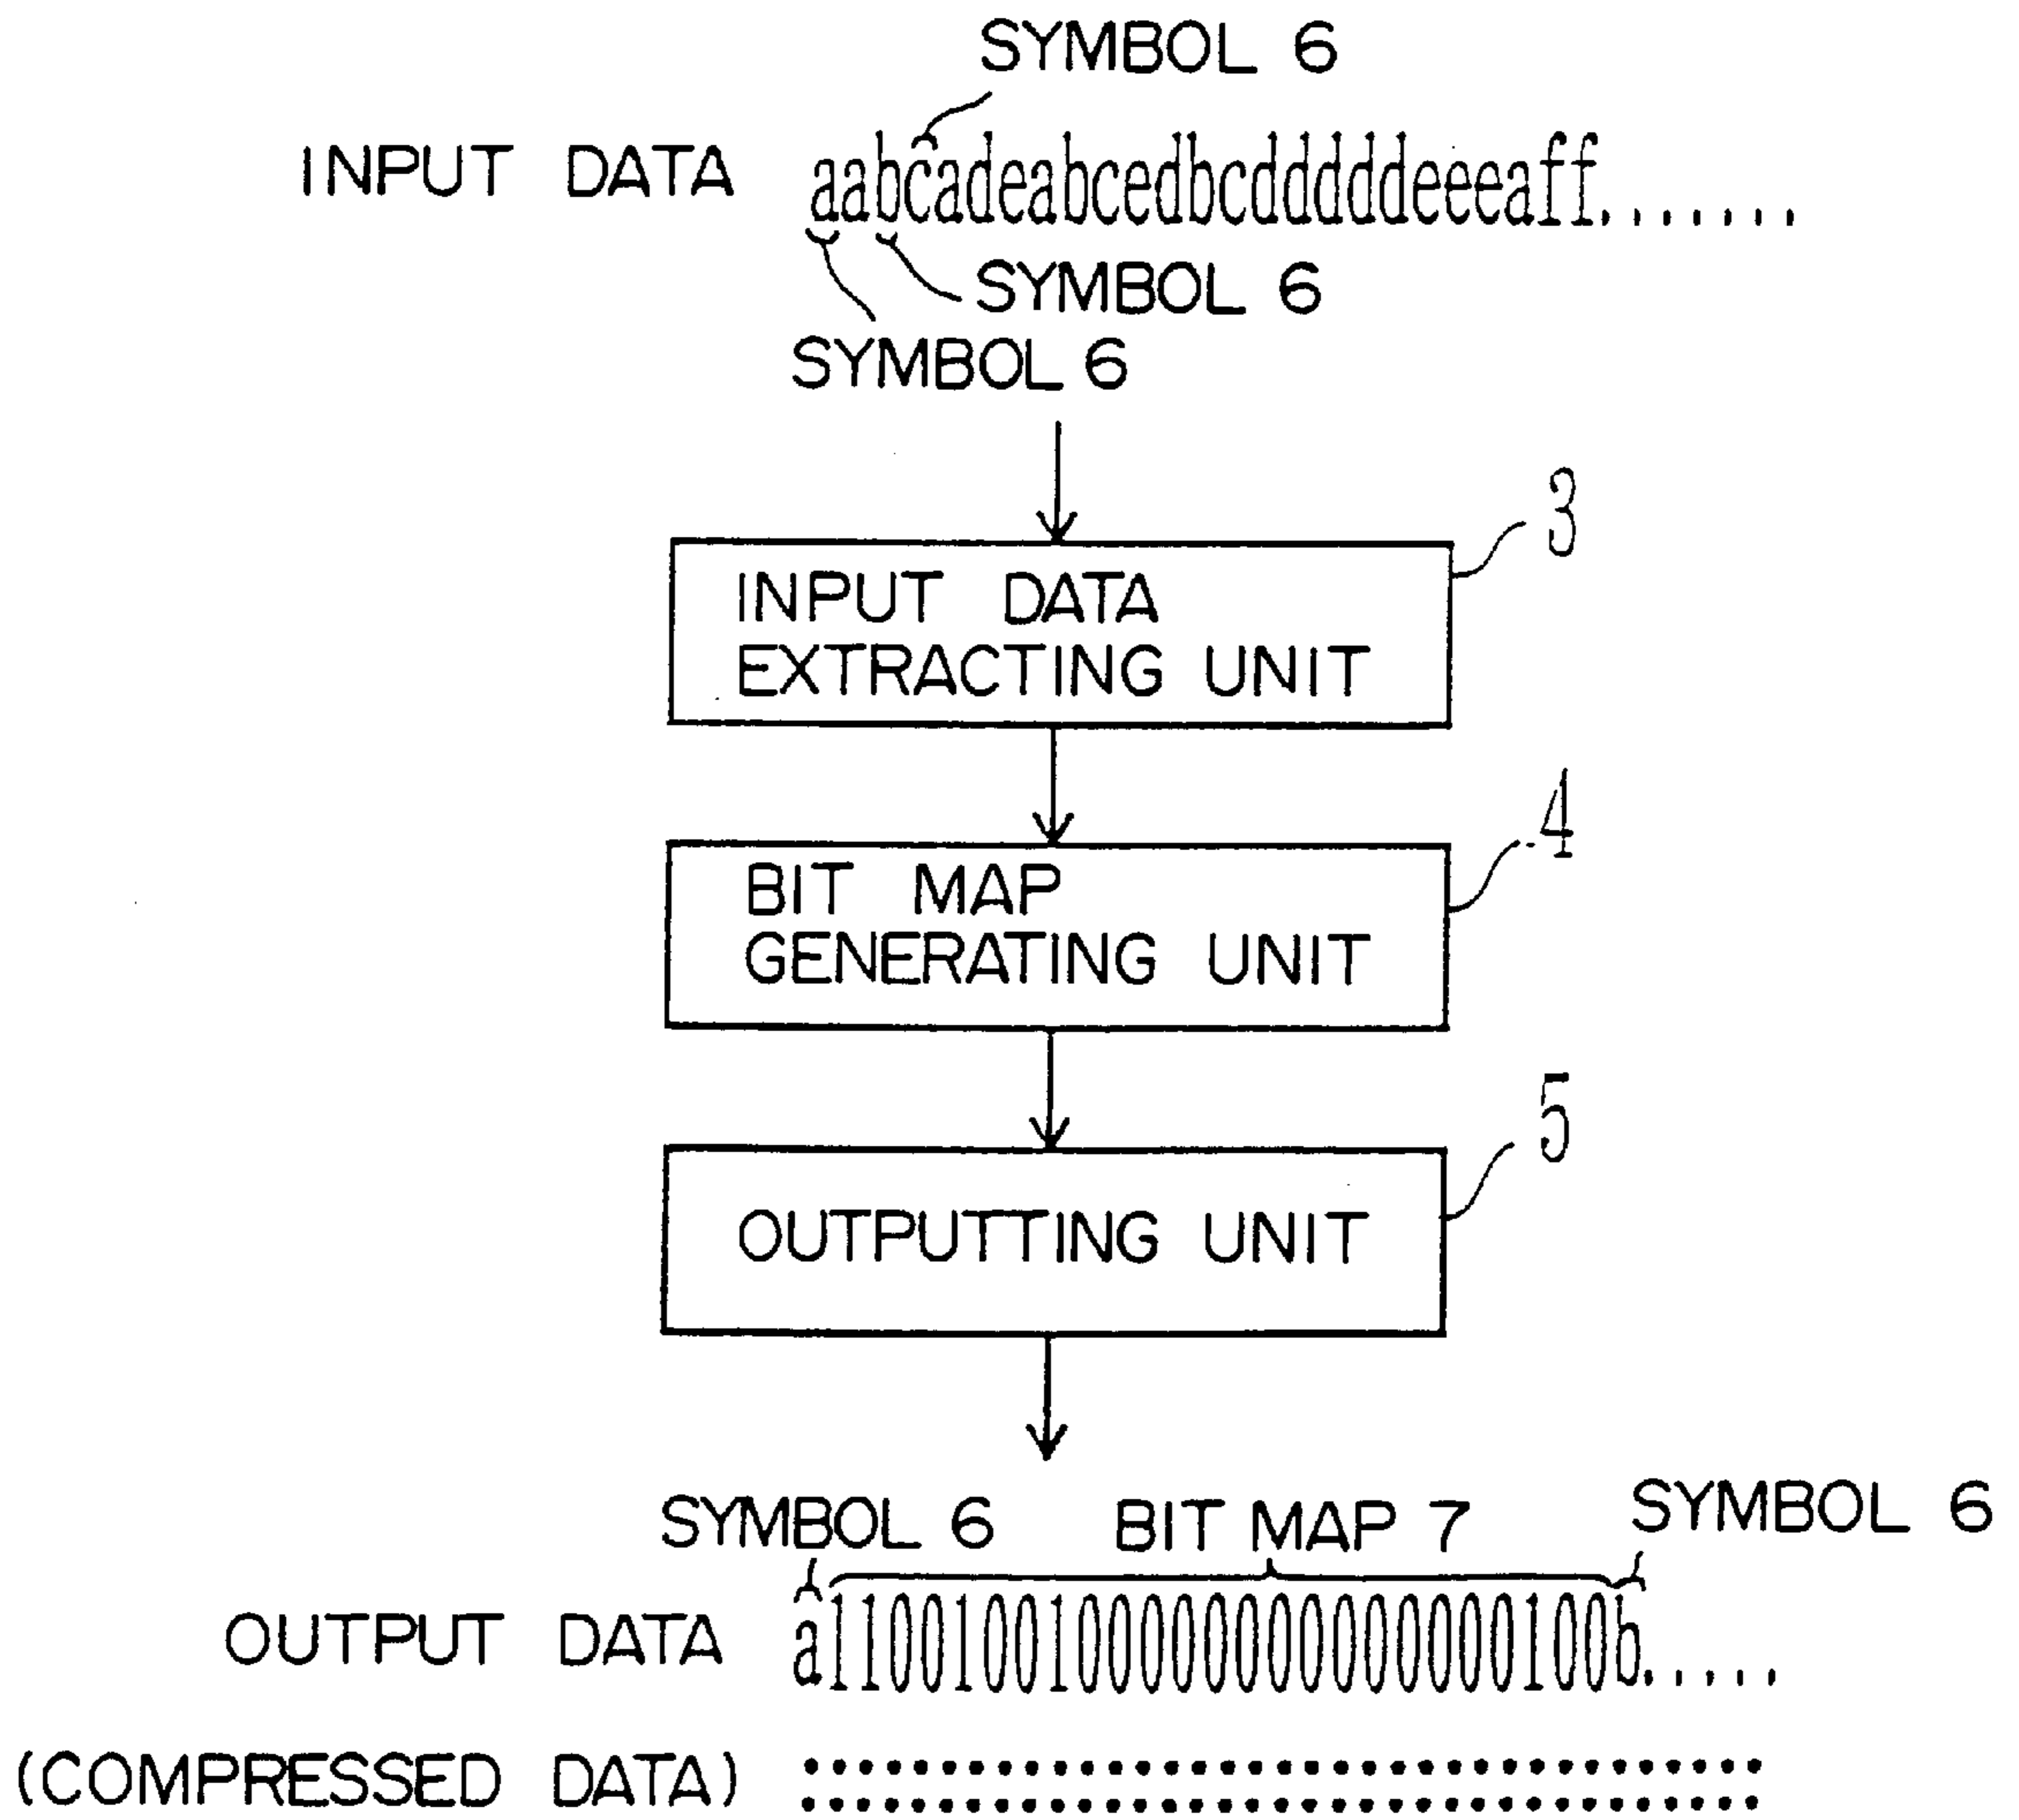 SYMBOL 6
INPUT DATA aabcadeabcedbcdddddeeeaff.......
SYMBOL 6
SYMBOL 6
3
INPUT DATA
EXTRACTING UNIT
4
BIT MAP
GENERATING UNIT
5
OUTPUTTING UNIT
SYMBOL 6 BIT MAP 7 SYMBOL 6
OUTPUT DATA a1100100100000000000000100b.....
(COMPRESSED DATA)